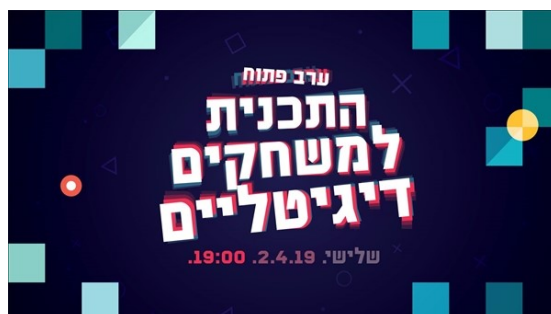 ערב פתוח
התכנית
למשחקים
דיגיטליים
שלישי. 2.4.19. 19:00.